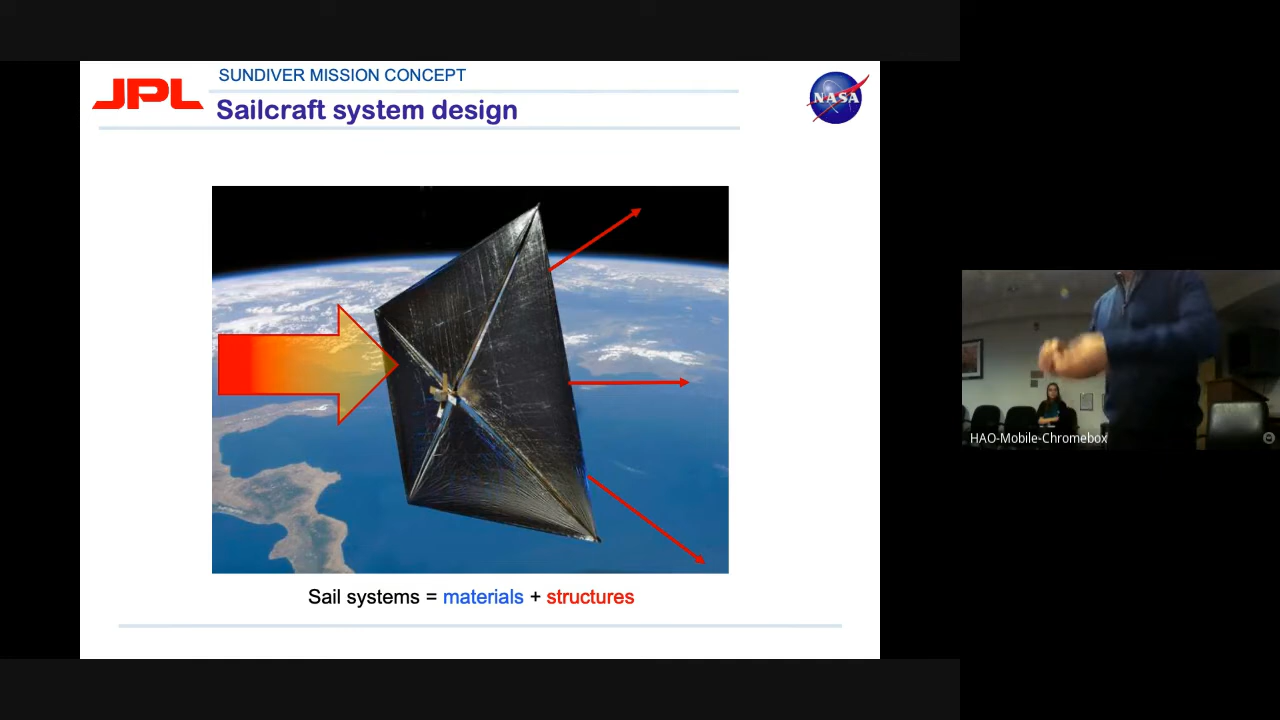 JPL
SUNDIVER MISSION CONCEPT
Sailcraft system design
NASA
Sail systems = materials + structures
HAO-Mobile-Chromebox